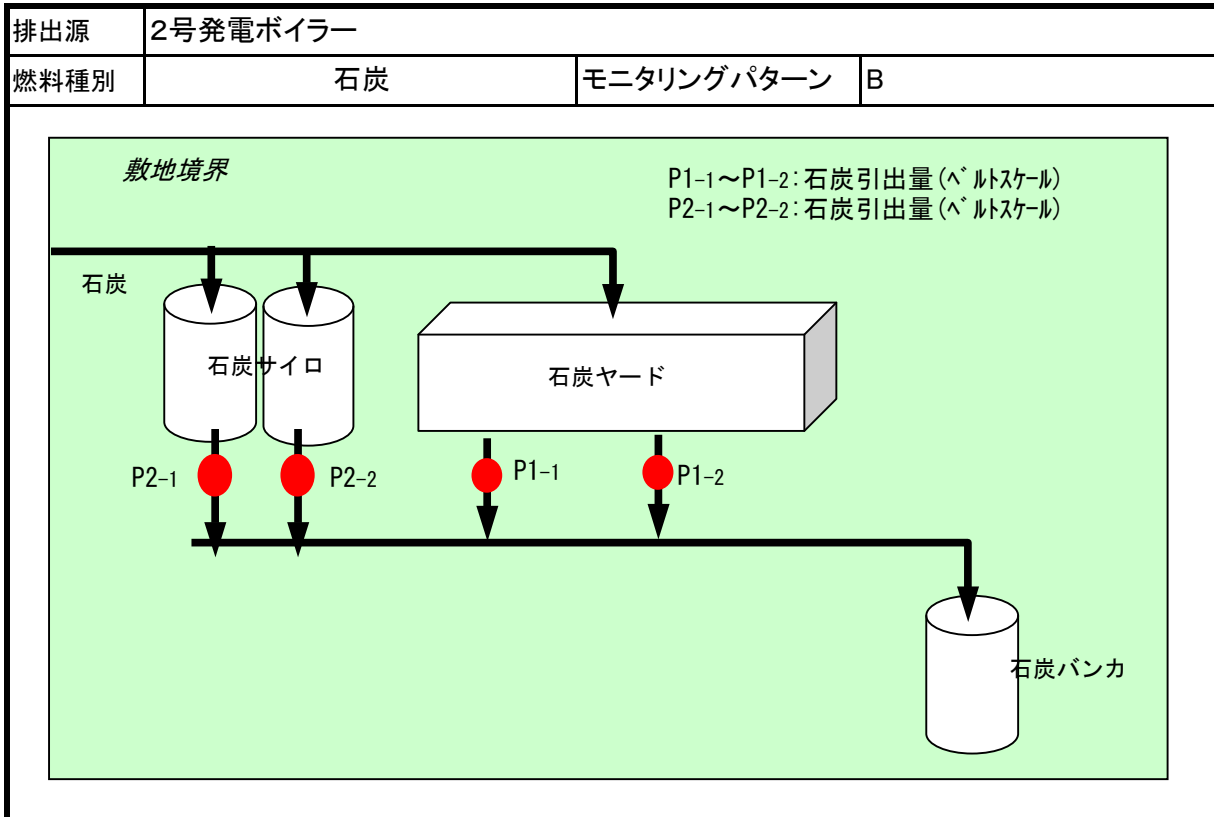 排出源 ２号発電ボイラー
燃料種別 石炭 モニタリングパターン B
敷地境界
P1-1～P1-2：石炭引出量(ﾍﾞﾙﾄｽｹｰﾙ)
P2-1～P2-2：石炭引出量(ﾍﾞﾙﾄｽｹｰﾙ)
石炭
石炭サイロ
石炭ヤード
P2-1
P2-2
P1-1
P1-2
石炭バンカ